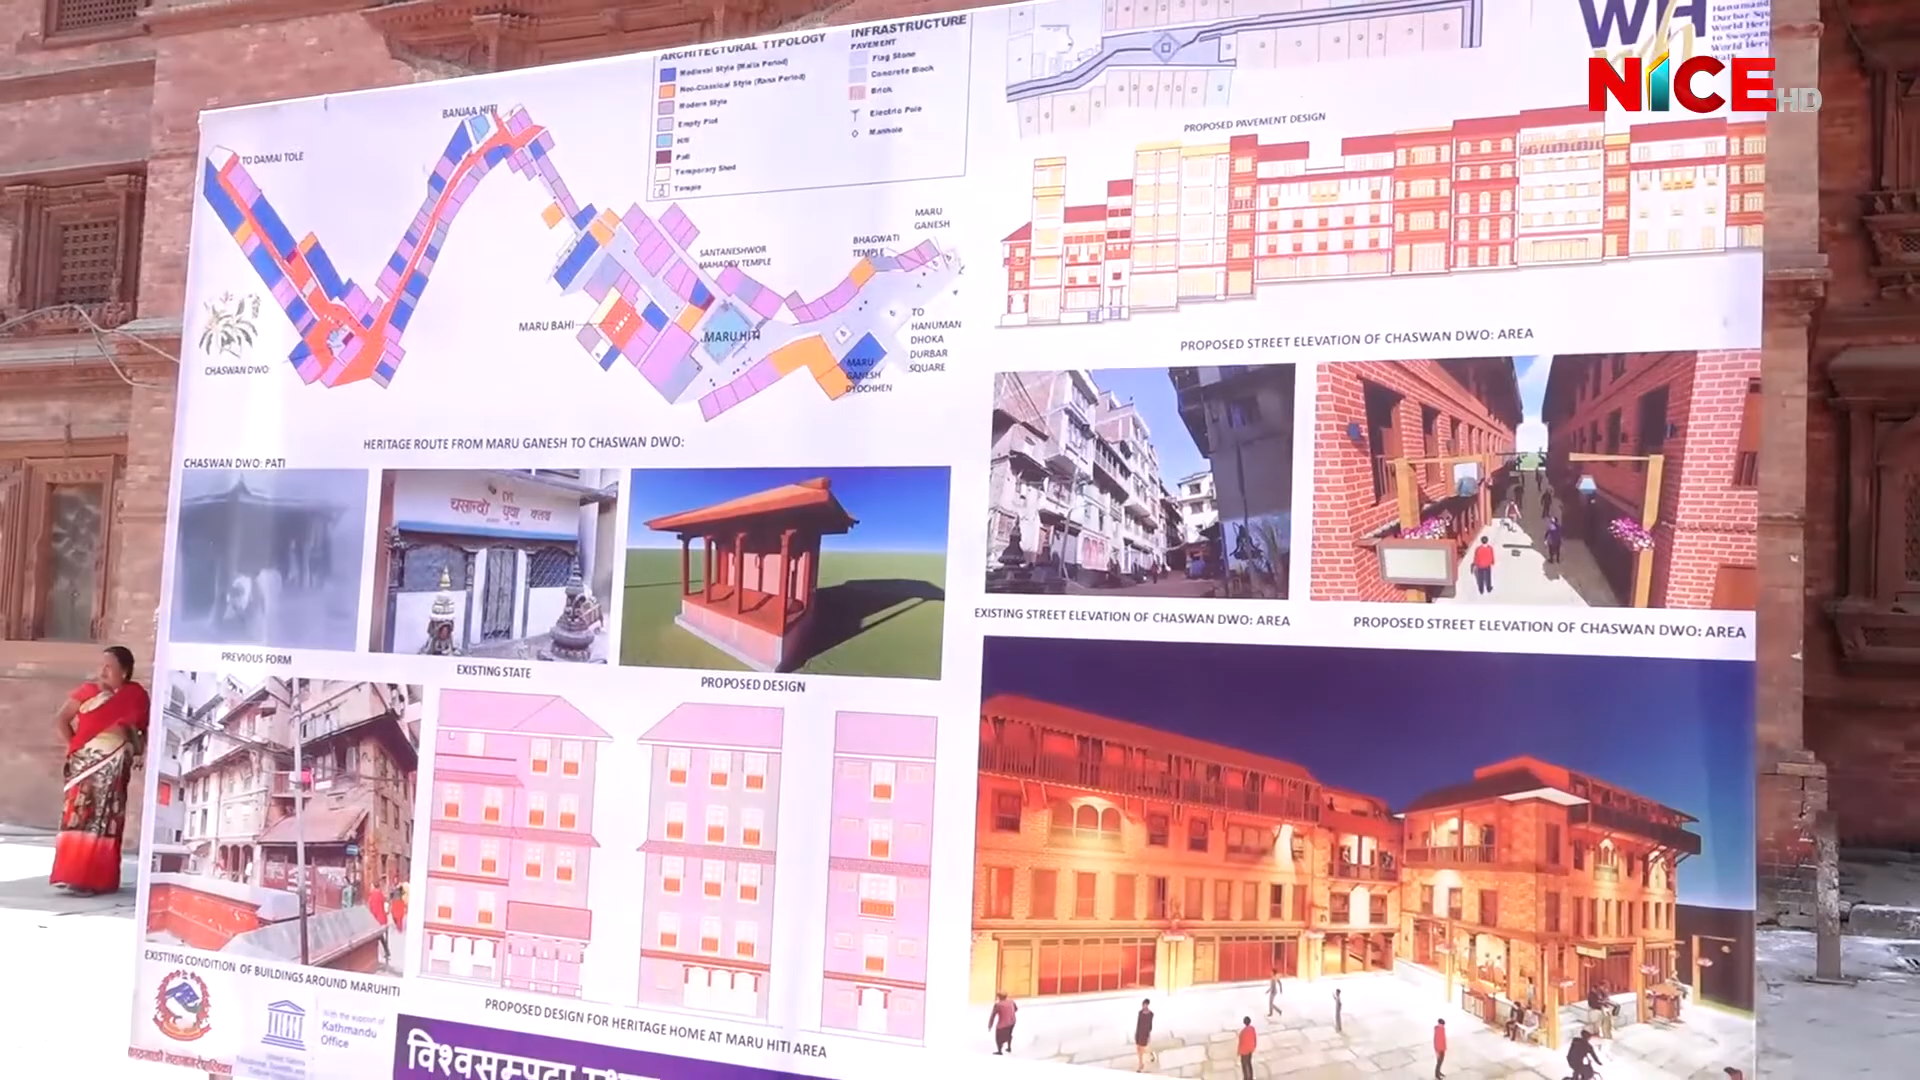 ARCHITECTURAL TYPOLOGY
Medieval Style (Malla Period)
Neo-Classical Style (Rana Period)
Modern Style
Empty Plot
Hiti
Pati
Temporary Shed
Temple
INFRASTRUCTURE
PAVEMENT
Flag Stone
Concrete Block
Brick
Electric Pole
Manhole
WH
NICE HD
BANJAA HITI
TO DAMAI TOLE
CHASWAN DWO
MARU BAHI
SANTANESHWOR
MAHADEV TEMPLE
MARU HITI
BHAGWATI
TEMPLE
MARU
GANESH
TO
HANUMAN
DHOKA
DURBAR
SQUARE
MARU
GANESH
DYOCHHEN
HERITAGE ROUTE FROM MARU GANESH TO CHASWAN DWO:
PROPOSED PAVEMENT DESIGN
PROPOSED STREET ELEVATION OF CHASWAN DWO: AREA
CHASWAN DWO: PATI
PREVIOUS FORM
EXISTING STATE
PROPOSED DESIGN
EXISTING STREET ELEVATION OF CHASWAN DWO: AREA
PROPOSED STREET ELEVATION OF CHASWAN DWO: AREA
EXISTING CONDITION OF BUILDINGS AROUND MARUHITI
PROPOSED DESIGN FOR HERITAGE HOME AT MARU HITI AREA
With the support of
Kathmandu
Office